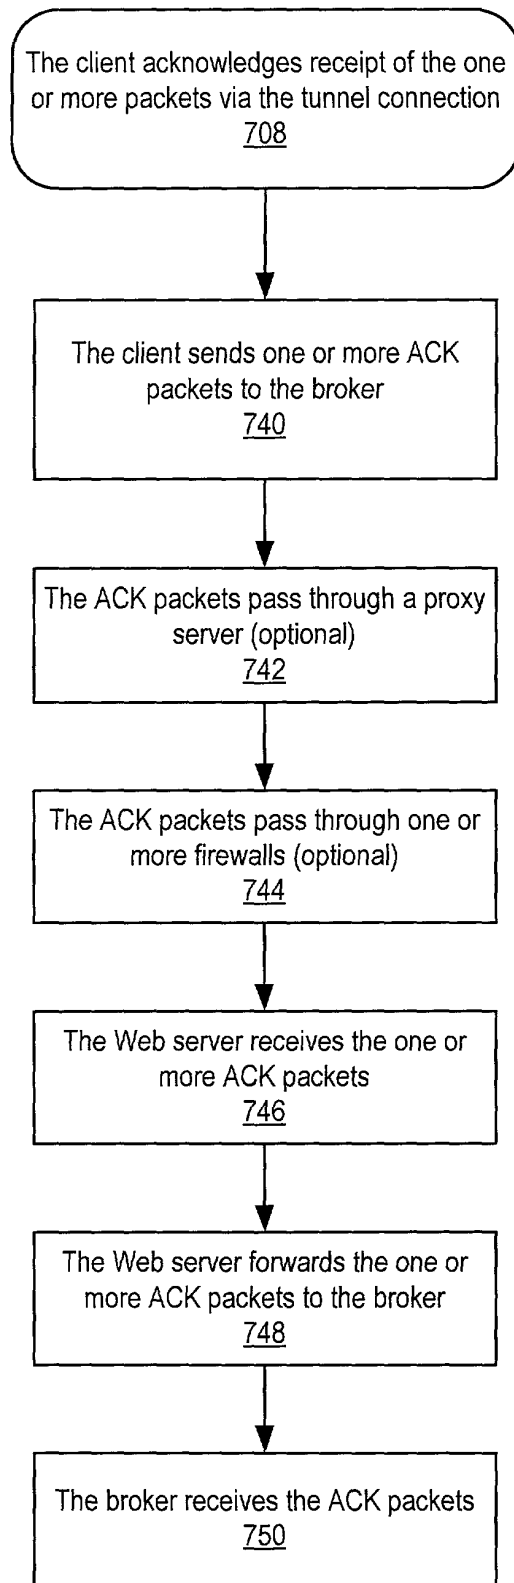 The client acknowledges receipt of the one
or more packets via the tunnel connection
708
The client sends one or more ACK
packets to the broker
740
The ACK packets pass through a proxy
server (optional)
742
The ACK packets pass through one or
more firewalls (optional)
744
The Web server receives the one or
more ACK packets
746
The Web server forwards the one or
more ACK packets to the broker
748
The broker receives the ACK packets
750